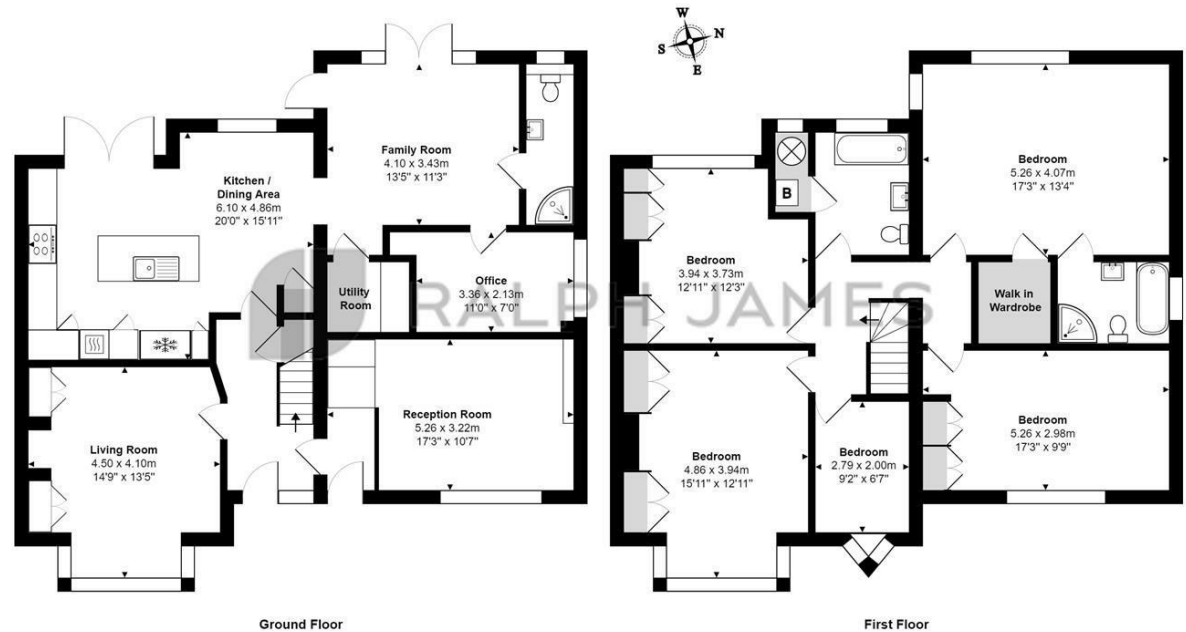 W
N
S
E
Family Room
4.10 x 3.43m
13'5" x 11'3"
Kitchen /
Dining Area
6.10 x 4.86m
20'0" x 15'11"
Utility
Room
Office
3.36 x 2.13m
11'0" x 7'0"
RALPH JAMES
Reception Room
5.26 x 3.22m
17'3" x 10'7"
Living Room
4.50 x 4.10m
14'9" x 13'5"
Ground Floor
Bedroom
5.26 x 4.07m
17'3" x 13'4"
B
Bedroom
3.94 x 3.73m
12'11" x 12'3"
Walk in
Wardrobe
Bedroom
5.26 x 2.98m
17'3" x 9'9"
Bedroom
4.86 x 3.94m
15'11" x 12'11"
Bedroom
2.79 x 2.00m
9'2" x 6'7"
First Floor